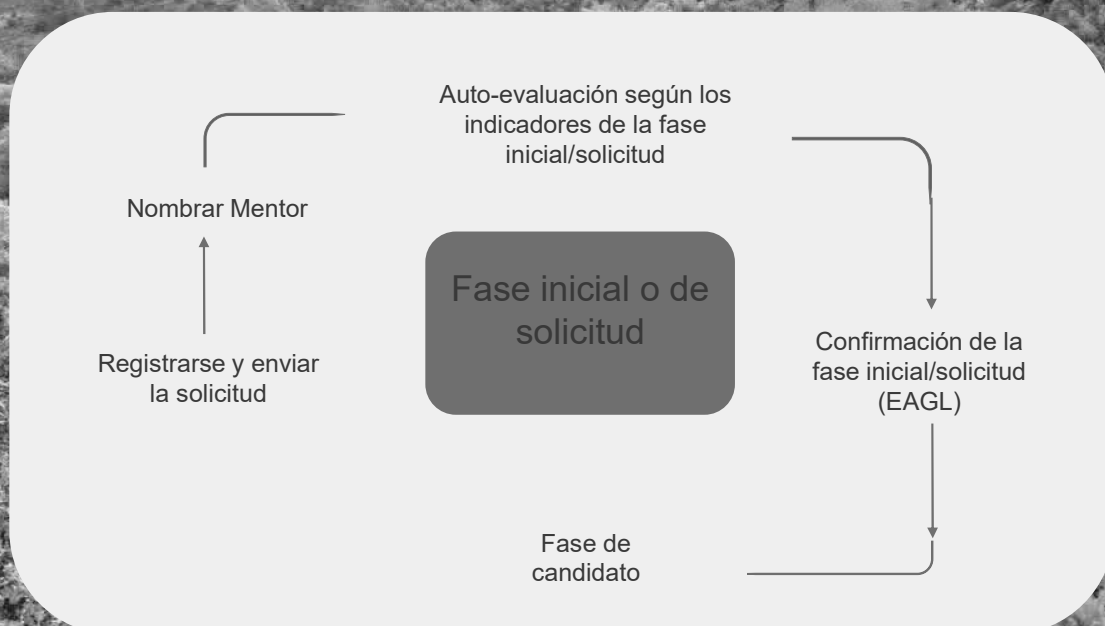 Auto-evaluación según los
indicadores de la fase
inicial/solicitud
Nombrar Mentor
Fase inicial o de
solicitud
Registrarse y enviar
la solicitud
Confirmación de la
fase inicial/solicitud
(EAGL)
Fase de
candidato